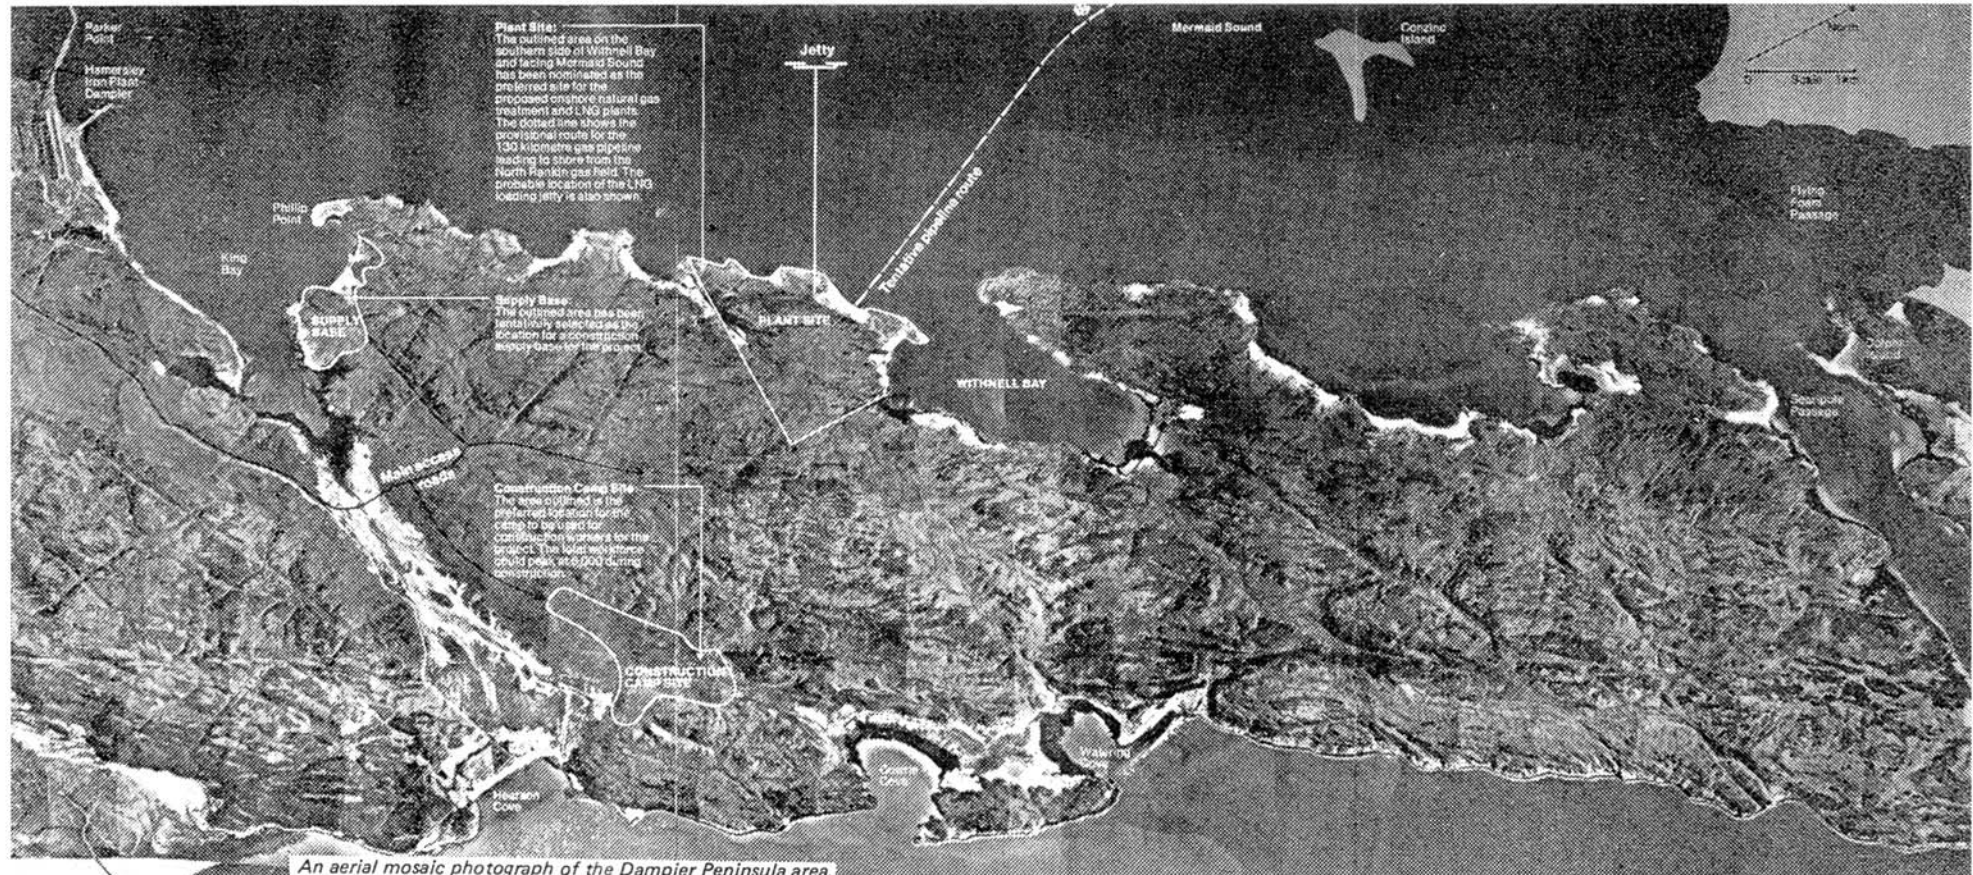 Parker
Point
Hamersley
Iron Plant
Dampier
Plant Site:
The outlined area on the
southern side of Withnell Bay
and facing Mermaid Sound
has been nominated as the
preferred site for the
proposed onshore natural gas
treatment and LNG plants.
The dotted line shows the
provisional route for the
130 kilometre gas pipeline
leading to shore from the
North Rankin gas field. The
probable location of the LNG
loading jetty is also shown.
Jetty
Tentative pipeline route
Mermaid Sound
Conzinc
Island
North
0 Scale 1km
Flying
Foam
Passage
Phillip
Point
King
Bay
SUPPLY
BASE
Supply Base:
The outlined area has been
tentatively selected as the
location for a construction
supply base for the project.
PLANT SITE
WITHNELL BAY
Dolphin
Island
Searipple
Passage
Main access
roads
Construction Camp Site
The area outlined is the
preferred location for the
camp to be used for
construction workers for the
project. The total workforce
could peak at 6,000 during
construction.
CONSTRUCTION
CAMP SITE
Hearson
Cove
Cowrie
Cove
An aerial mosaic photograph of the Dampier Peninsula area